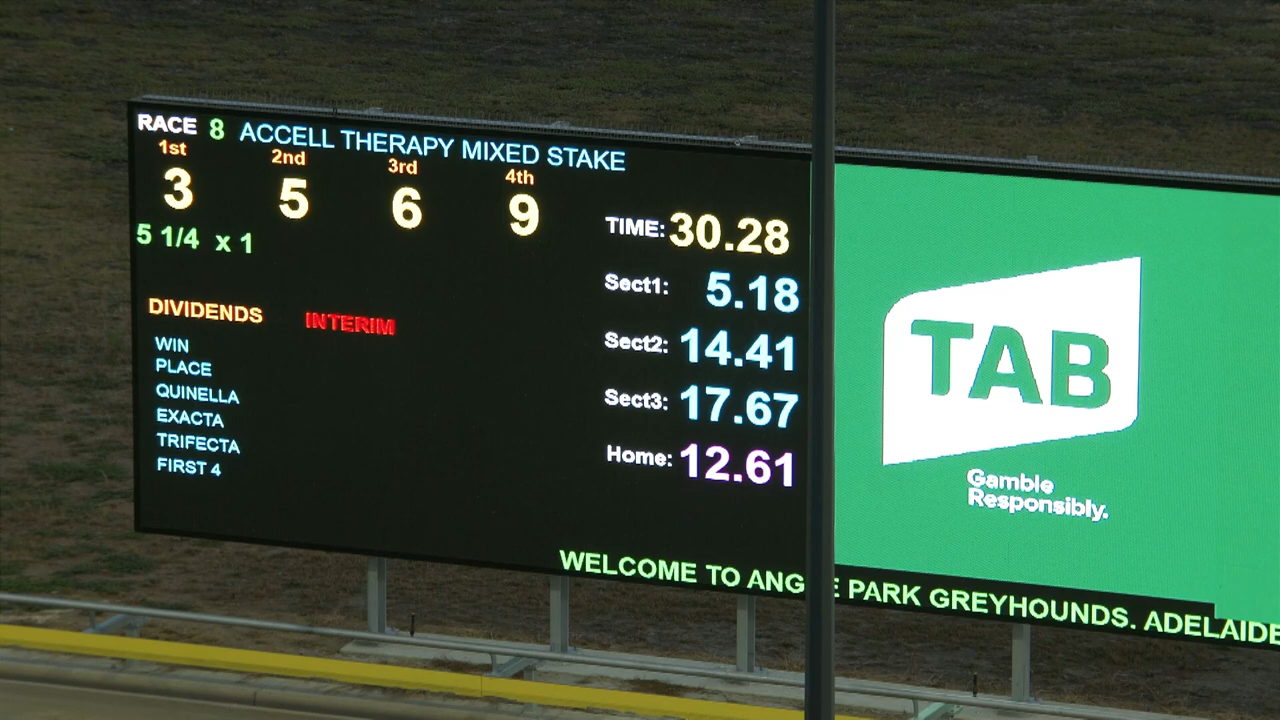 RACE 8 ACCELL THERAPY MIXED STAKE
1st 2nd 3rd 4th
3 5 6 9
5 1/4 x 1
TIME: 30.28
Sect1: 5.18
Sect2: 14.41
Sect3: 17.67
Home: 12.61
DIVIDENDS INTERIM
WIN
PLACE
QUINELLA
EXACTA
TRIFECTA
FIRST 4
TAB
Gamble
Responsibly.
WELCOME TO ANG E PARK GREYHOUNDS. ADELAIDE